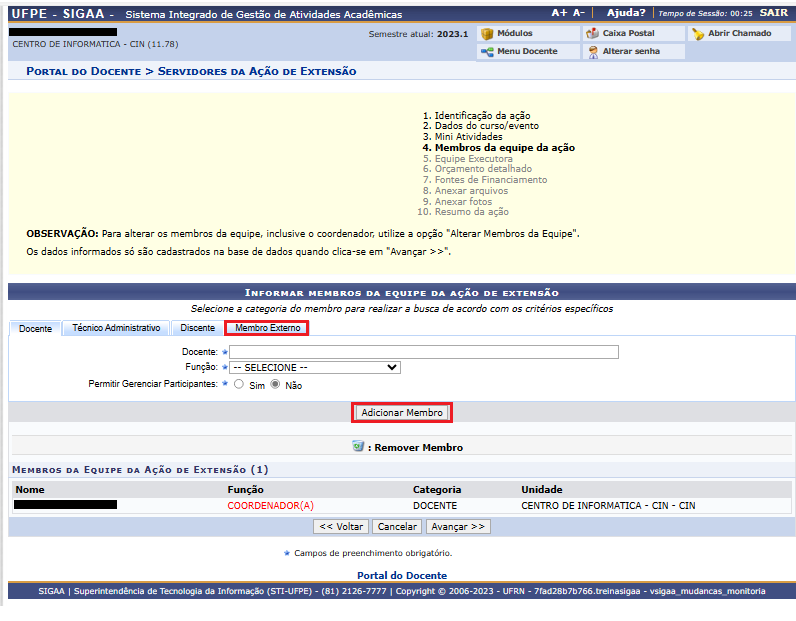 UFPE - SIGAA - Sistema Integrado de Gestão de Atividades Acadêmicas A+ A- | Ajuda? | Tempo de Sessão: 00:25 SAIR
Semestre atual: 2023.1 Módulos Caixa Postal Abrir Chamado
CENTRO DE INFORMATICA - CIN (11.78)
Menu Docente Alterar senha
PORTAL DO DOCENTE > SERVIDORES DA AÇÃO DE EXTENSÃO
1. Identificação da ação
2. Dados do curso/evento
3. Mini Atividades
4. Membros da equipe da ação
5. Equipe Executora
6. Orçamento detalhado
7. Fontes de Financiamento
8. Anexar arquivos
9. Anexar fotos
10. Resumo da ação
OBSERVAÇÃO: Para alterar os membros da equipe, inclusive o coordenador, utilize a opção "Alterar Membros da Equipe".
Os dados informados só são cadastrados na base de dados quando clica-se em "Avançar >>".
INFORMAR MEMBROS DA EQUIPE DA AÇÃO DE EXTENSÃO
Selecione a categoria do membro para realizar a busca de acordo com os critérios específicos
Docente Técnico Administrativo Discente Membro Externo
Docente:
Função: -- SELECIONE --
Permitir Gerenciar Participantes: Sim Não
Adicionar Membro
: Remover Membro
MEMBROS DA EQUIPE DA AÇÃO DE EXTENSÃO (1)
Nome Função Categoria Unidade
COORDENADOR(A) DOCENTE CENTRO DE INFORMATICA - CIN - CIN
<< Voltar Cancelar Avançar >>
Campos de preenchimento obrigatório.
Portal do Docente
SIGAA | Superintendência de Tecnologia da Informação (STI-UFPE) - (81) 2126-7777 | Copyright © 2006-2023 - UFRN - 7fad28b7b766.treinasigaa - vsigaa_mudancas_monitoria